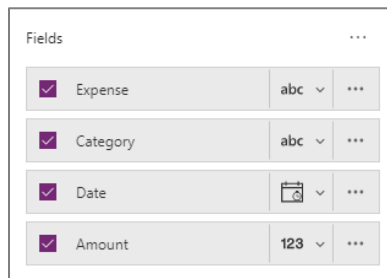 Fields ...
Expense abc ...
Category abc ...
Date ...
Amount 123 ...